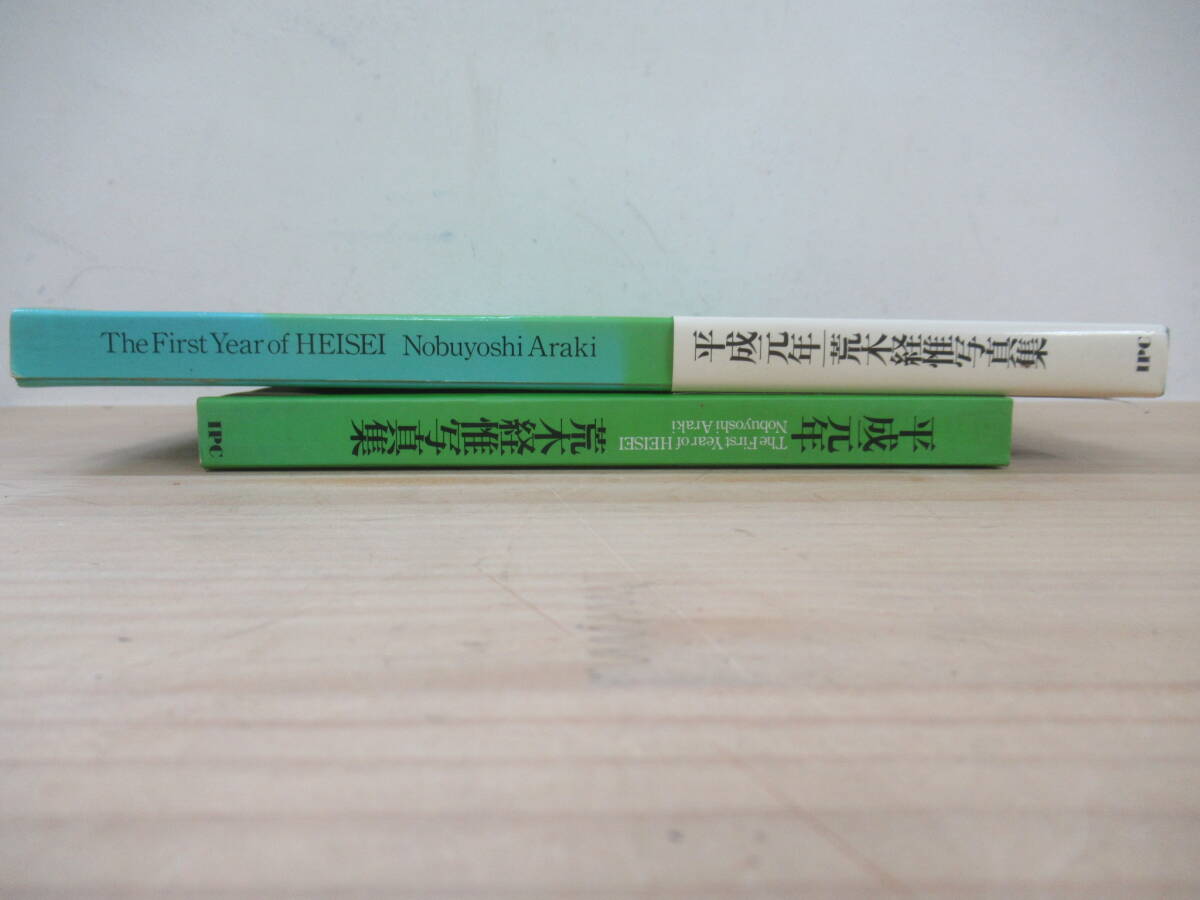 The First Year of HEISEI Nobuyoshi Araki
平成元年 荒木経惟写真集
IPC
平成元年
The First Year of HEISEI
Nobuyoshi Araki
荒木経惟写真集
IPC